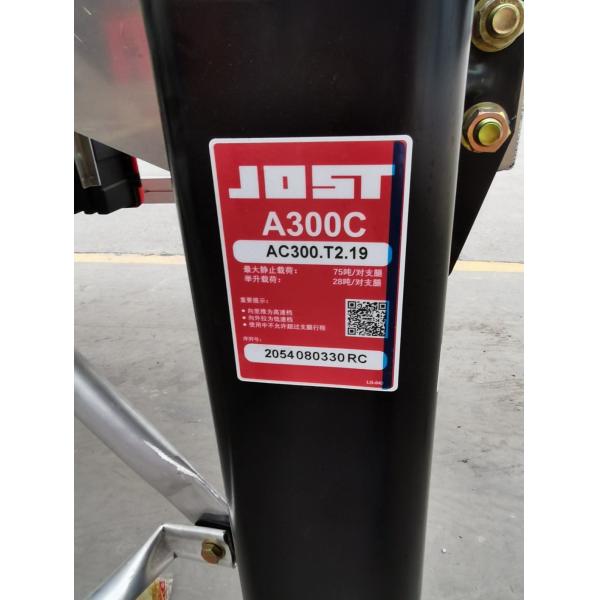 JOST
A300C
AC300.T2.19
最大静止载荷: 75吨/对支腿
举升载荷: 28吨/对支腿
重要提示:
• 向里推为高速档
• 向外拉为低速档
• 使用中不允许超过支腿行程
序列号:
2054080330RC